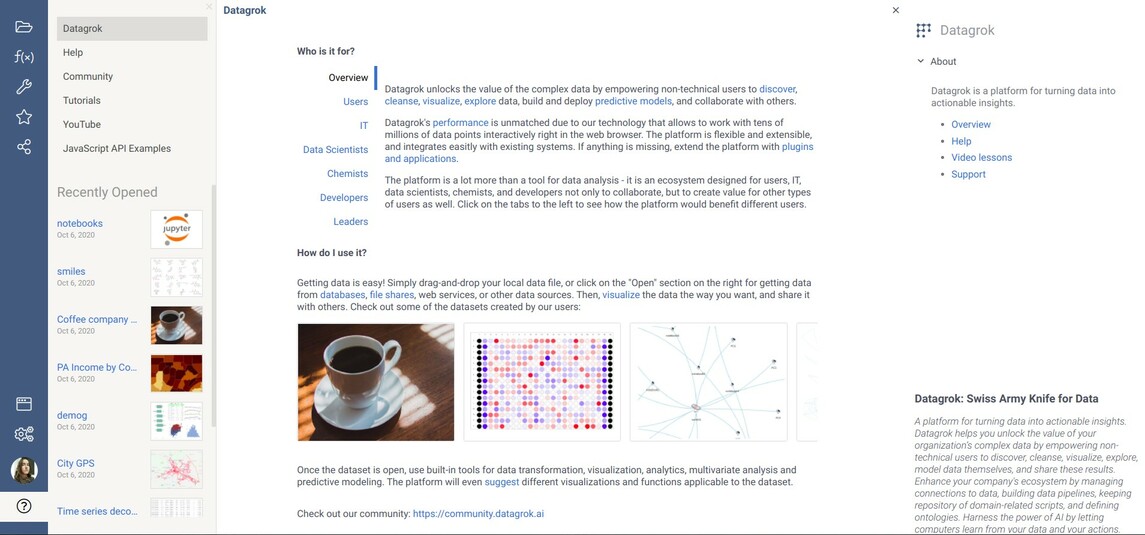 Datagrok
Help
Community
Tutorials
YouTube
JavaScript API Examples
Recently Opened
notebooks
Oct 6, 2020
jupyter
smiles
Oct 6, 2020
Coffee company ...
Oct 6, 2020
PA Income by Co...
Oct 6, 2020
demog
Oct 6, 2020
City GPS
Oct 6, 2020
Time series deco...
f(x)
Datagrok
Who is it for?
Overview
Users
IT
Data Scientists
Chemists
Developers
Leaders
Datagrok unlocks the value of the complex data by empowering non-technical users to discover,
cleanse, visualize, explore data, build and deploy predictive models, and collaborate with others.
Datagrok's performance is unmatched due to our technology that allows to work with tens of
millions of data points interactively right in the web browser. The platform is flexible and extensible,
and integrates easitly with existing systems. If anything is missing, extend the platform with plugins
and applications.
The platform is a lot more than a tool for data analysis - it is an ecosystem designed for users, IT,
data scientists, chemists, and developers not only to collaborate, but to create value for other types
of users as well. Click on the tabs to the left to see how the platform would benefit different users.
How do I use it?
Getting data is easy! Simply drag-and-drop your local data file, or click on the "Open" section on the right for getting data
from databases, file shares, web services, or other data sources. Then, visualize the data the way you want, and share it
with others. Check out some of the datasets created by our users:
Once the dataset is open, use built-in tools for data transformation, visualization, analytics, multivariate analysis and
predictive modeling. The platform will even suggest different visualizations and functions applicable to the dataset.
Check out our community: https://community.datagrok.ai
Datagrok
About
Datagrok is a platform for turning data into
actionable insights.
• Overview
• Help
• Video lessons
• Support
Datagrok: Swiss Army Knife for Data
A platform for turning data into actionable insights.
Datagrok helps you unlock the value of your
organization's complex data by empowering non-
technical users to discover, cleanse, visualize, explore,
model data themselves, and share these results.
Enhance your company's ecosystem by managing
connections to data, building data pipelines, keeping
repository of domain-related scripts, and defining
ontologies. Harness the power of AI by letting
computers learn from your data and your actions.